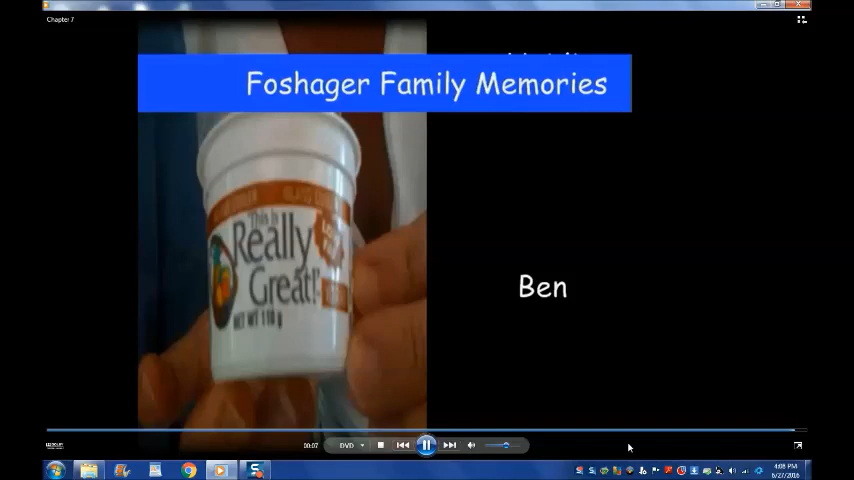 Chapter 7
Foshager Family Memories
"This is
Really
Great!"
NET WT 110 g
Ben
00:07
DVD
4:08 PM
6/27/2016